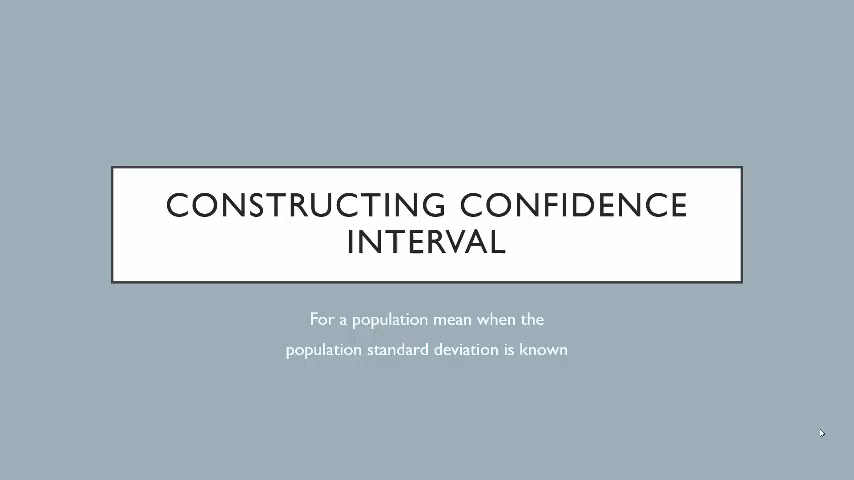 CONSTRUCTING CONFIDENCE
INTERVAL
For a population mean when the
population standard deviation is known